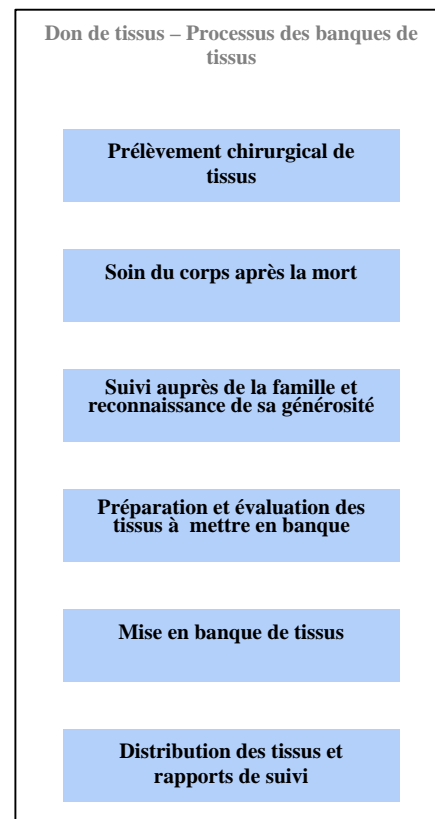 Don de tissus – Processus des banques de
tissus
Prélèvement chirurgical de
tissus
Soin du corps après la mort
Suivi auprès de la famille et
reconnaissance de sa générosité
Préparation et évaluation des
tissus à mettre en banque
Mise en banque de tissus
Distribution des tissus et
rapports de suivi